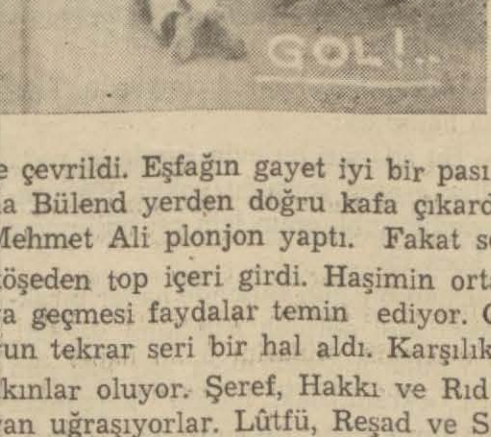 GOL!..
e çevrildi. Eşfağın gayet iyi bir pası
a Bülend yerden doğru kafa çıkard
Mehmet Ali plonjon yaptı. Fakat s
öşeden top içeri girdi. Haşimin ort
a geçmesi faydalar temin ediyor.
un tekrar seri bir hal aldı. Karşılık
kınlar oluyor. Şeref, Hakkı ve Rıd
an uğraşıyorlar. Lûtfü, Reşad ve S